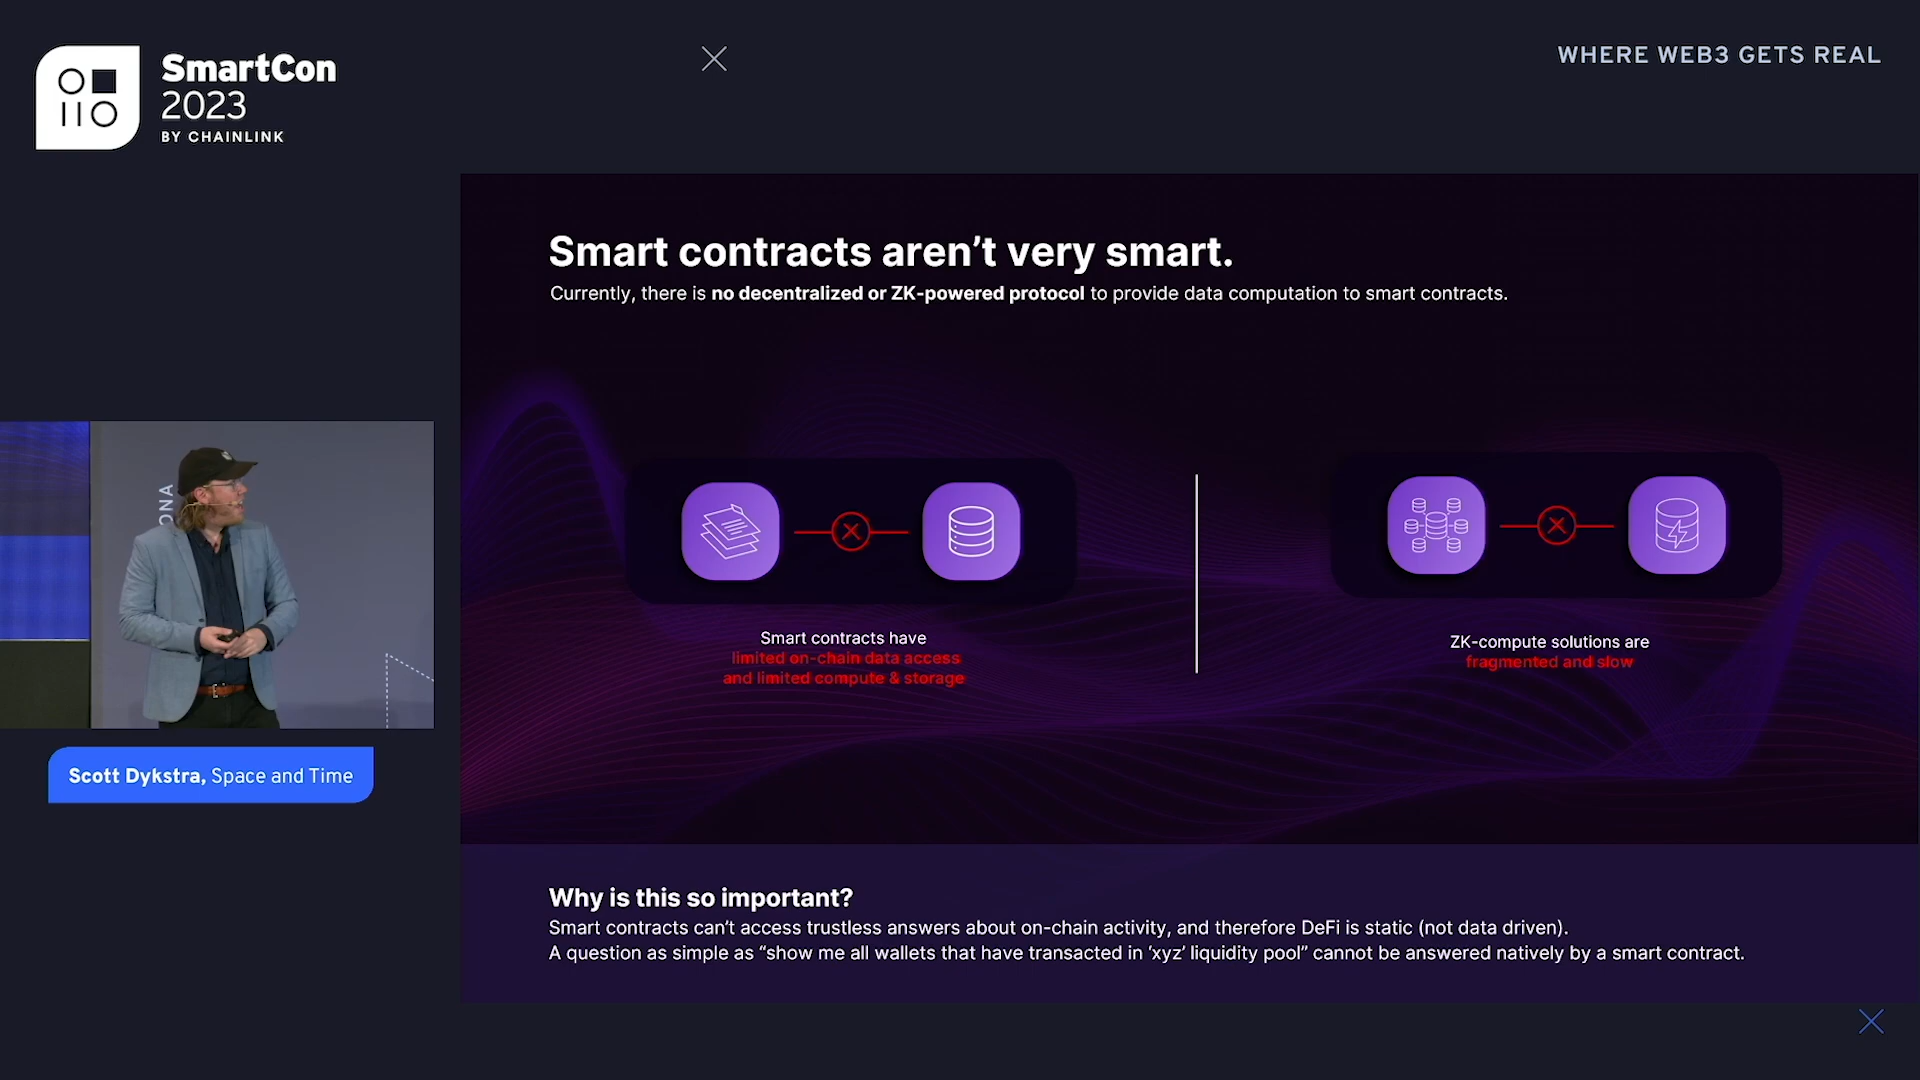 SmartCon
2023
BY CHAINLINK
WHERE WEB3 GETS REAL
Smart contracts aren’t very smart.
Currently, there is no decentralized or ZK-powered protocol to provide data computation to smart contracts.
Smart contracts have
limited on-chain data access
and limited compute & storage
ZK-compute solutions are
fragmented and slow
ONA
Scott Dykstra, Space and Time
Why is this so important?
Smart contracts can’t access trustless answers about on-chain activity, and therefore DeFi is static (not data driven).
A question as simple as “show me all wallets that have transacted in ‘xyz’ liquidity pool” cannot be answered natively by a smart contract.